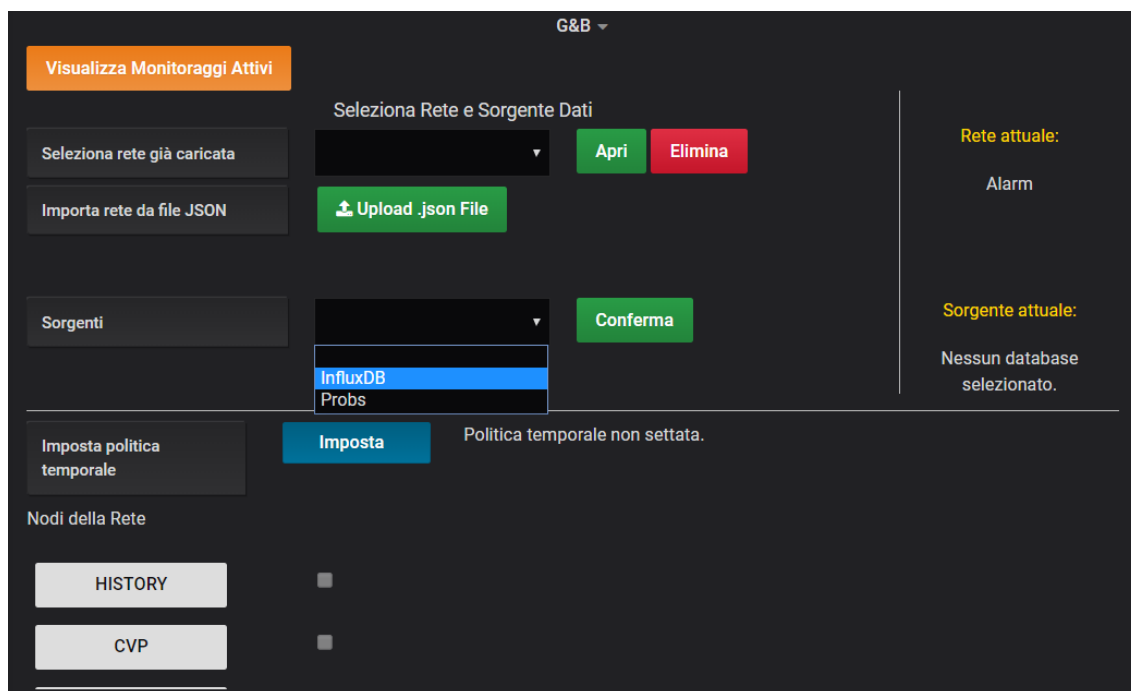 G&B
Visualizza Monitoraggi Attivi
Seleziona Rete e Sorgente Dati
Seleziona rete già caricata
Apri
Elimina
Importa rete da file JSON
Upload .json File
Rete attuale:
Alarm
Sorgenti
Conferma
InfluxDB
Probs
Sorgente attuale:
Nessun database
selezionato.
Imposta politica
temporale
Imposta
Politica temporale non settata.
Nodi della Rete
HISTORY
CVP